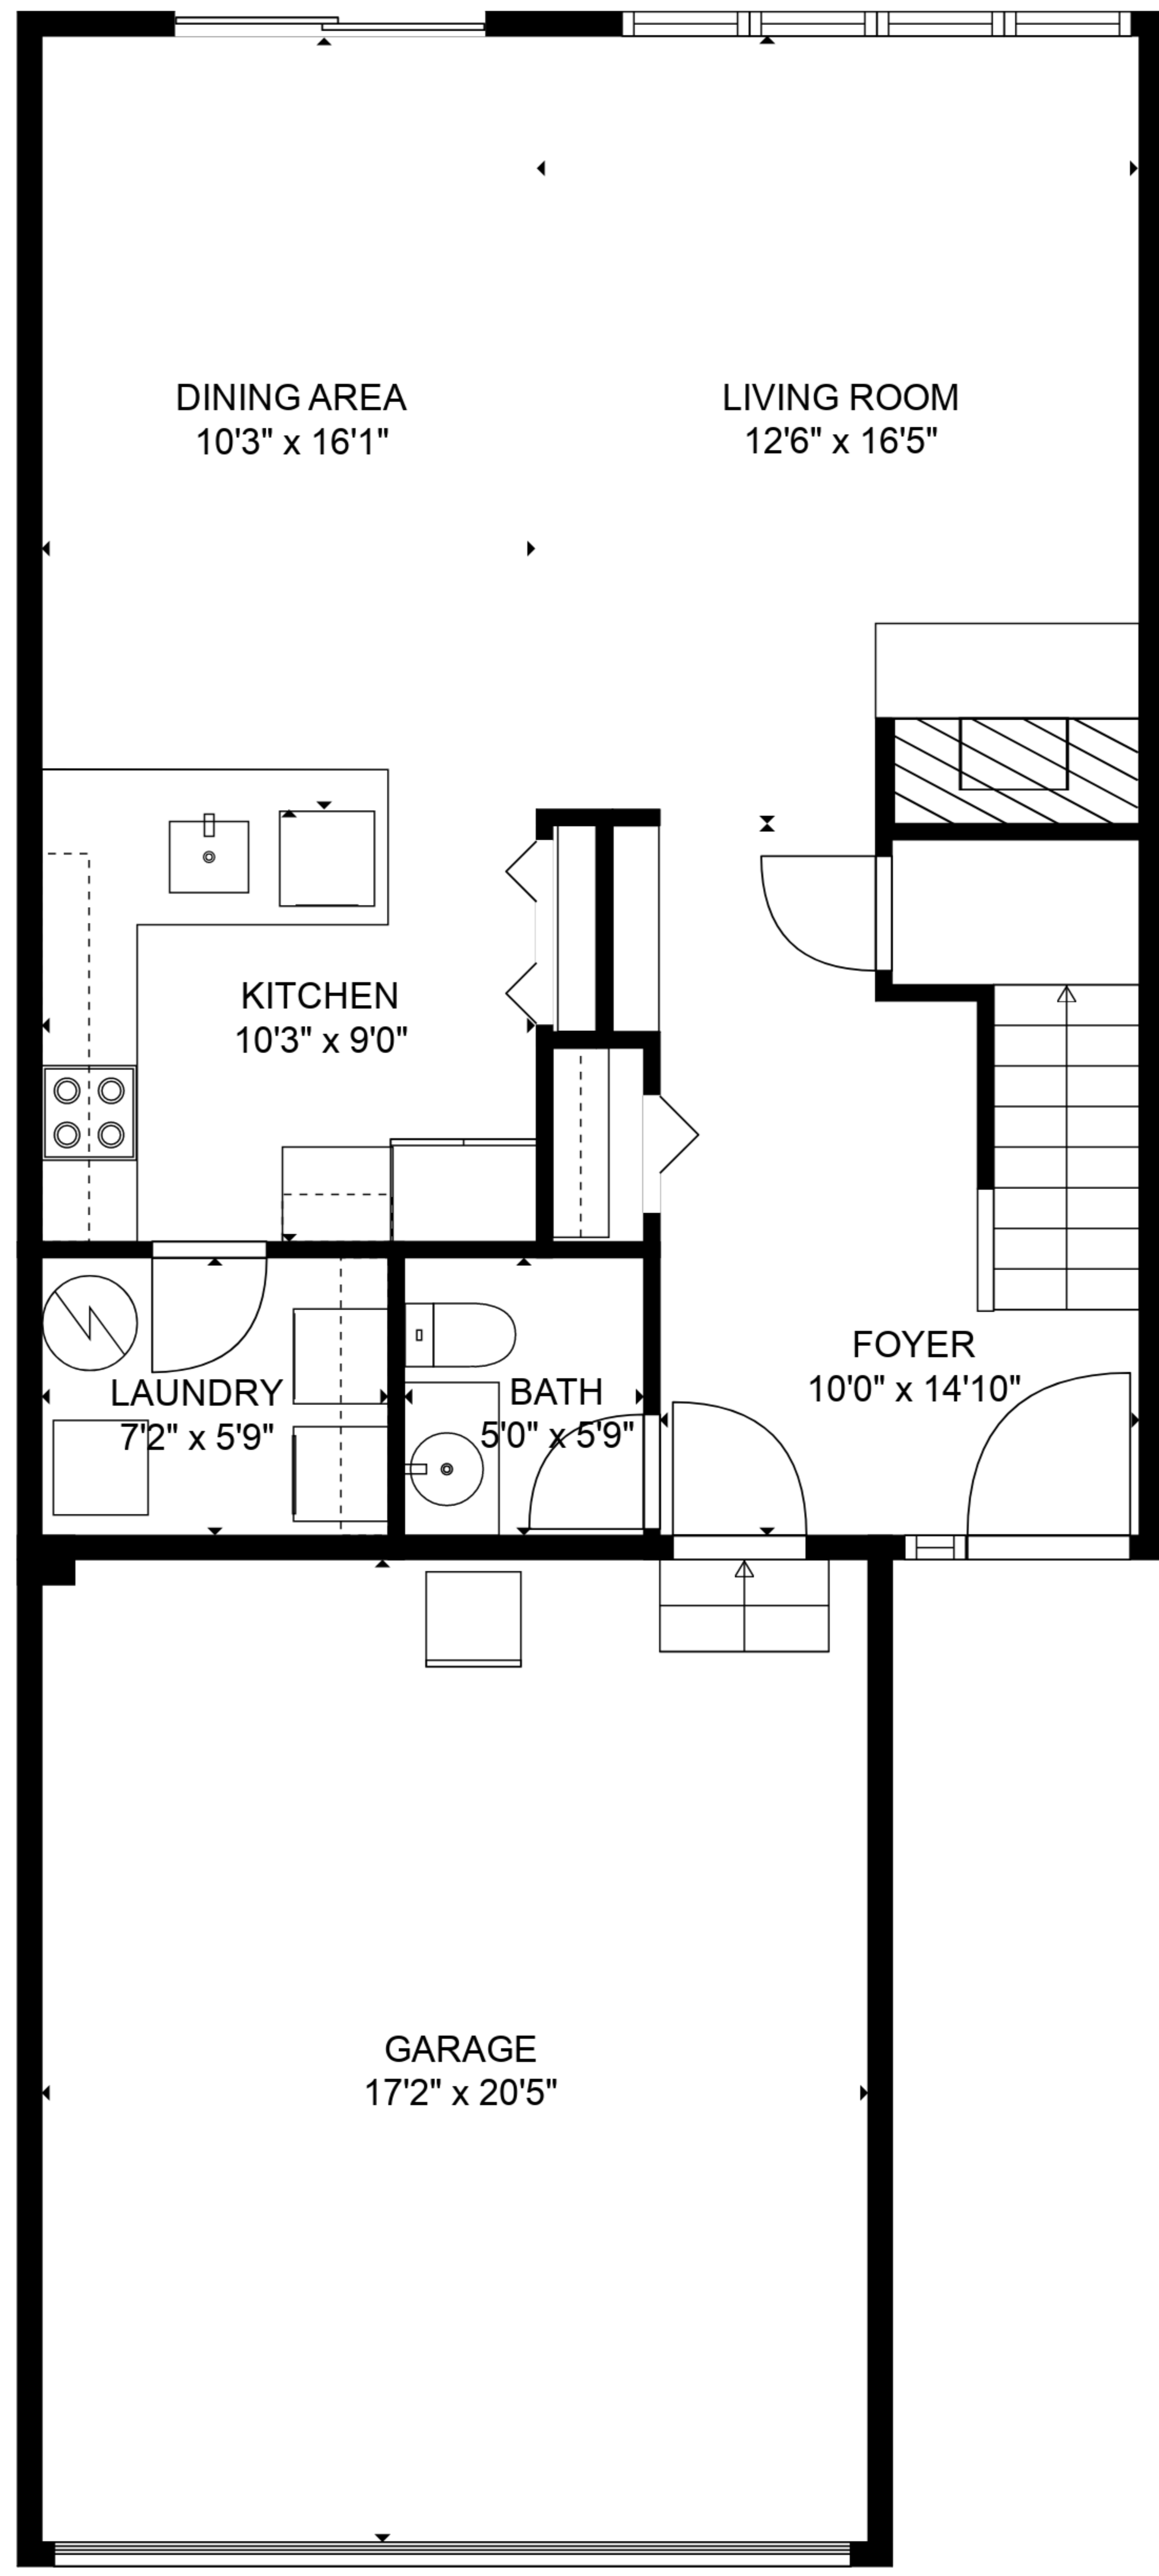 DINING AREA
10'3" x 16'1"
LIVING ROOM
12'6" x 16'5"
KITCHEN
10'3" x 9'0"
FOYER
10'0" x 14'10"
LAUNDRY
7'2" x 5'9"
BATH
5'0" x 5'9"
GARAGE
17'2" x 20'5"